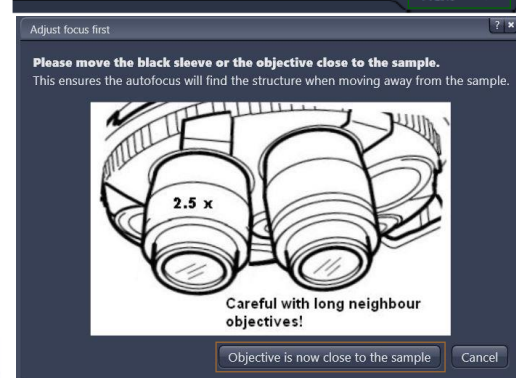 Adjust focus first
? ×
Please move the black sleeve or the objective close to the sample.
This ensures the autofocus will find the structure when moving away from the sample.
2.5 x
Careful with long neighbour
objectives!
Objective is now close to the sample
Cancel